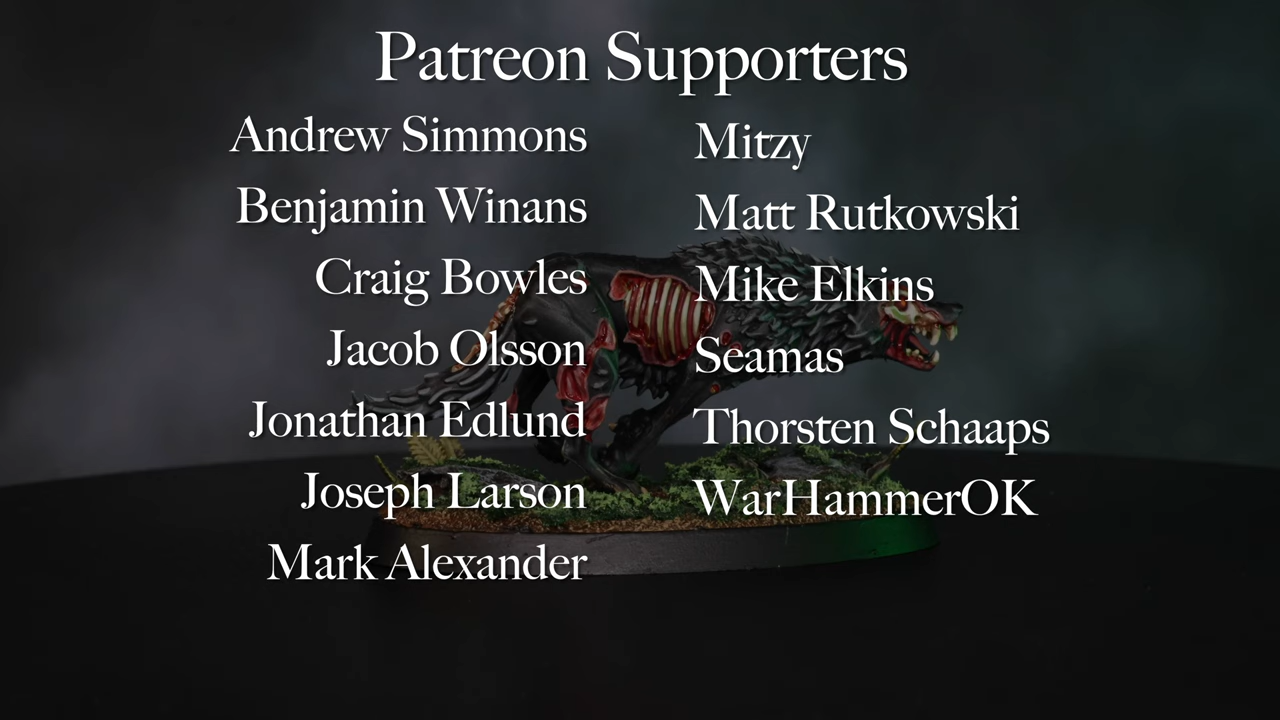 Patreon Supporters
Andrew Simmons
Benjamin Winans
Craig Bowles
Jacob Olsson
Jonathan Edlund
Joseph Larson
Mark Alexander
Mitzy
Matt Rutkowski
Mike Elkins
Seamas
Thorsten Schaaps
WarHammerOK